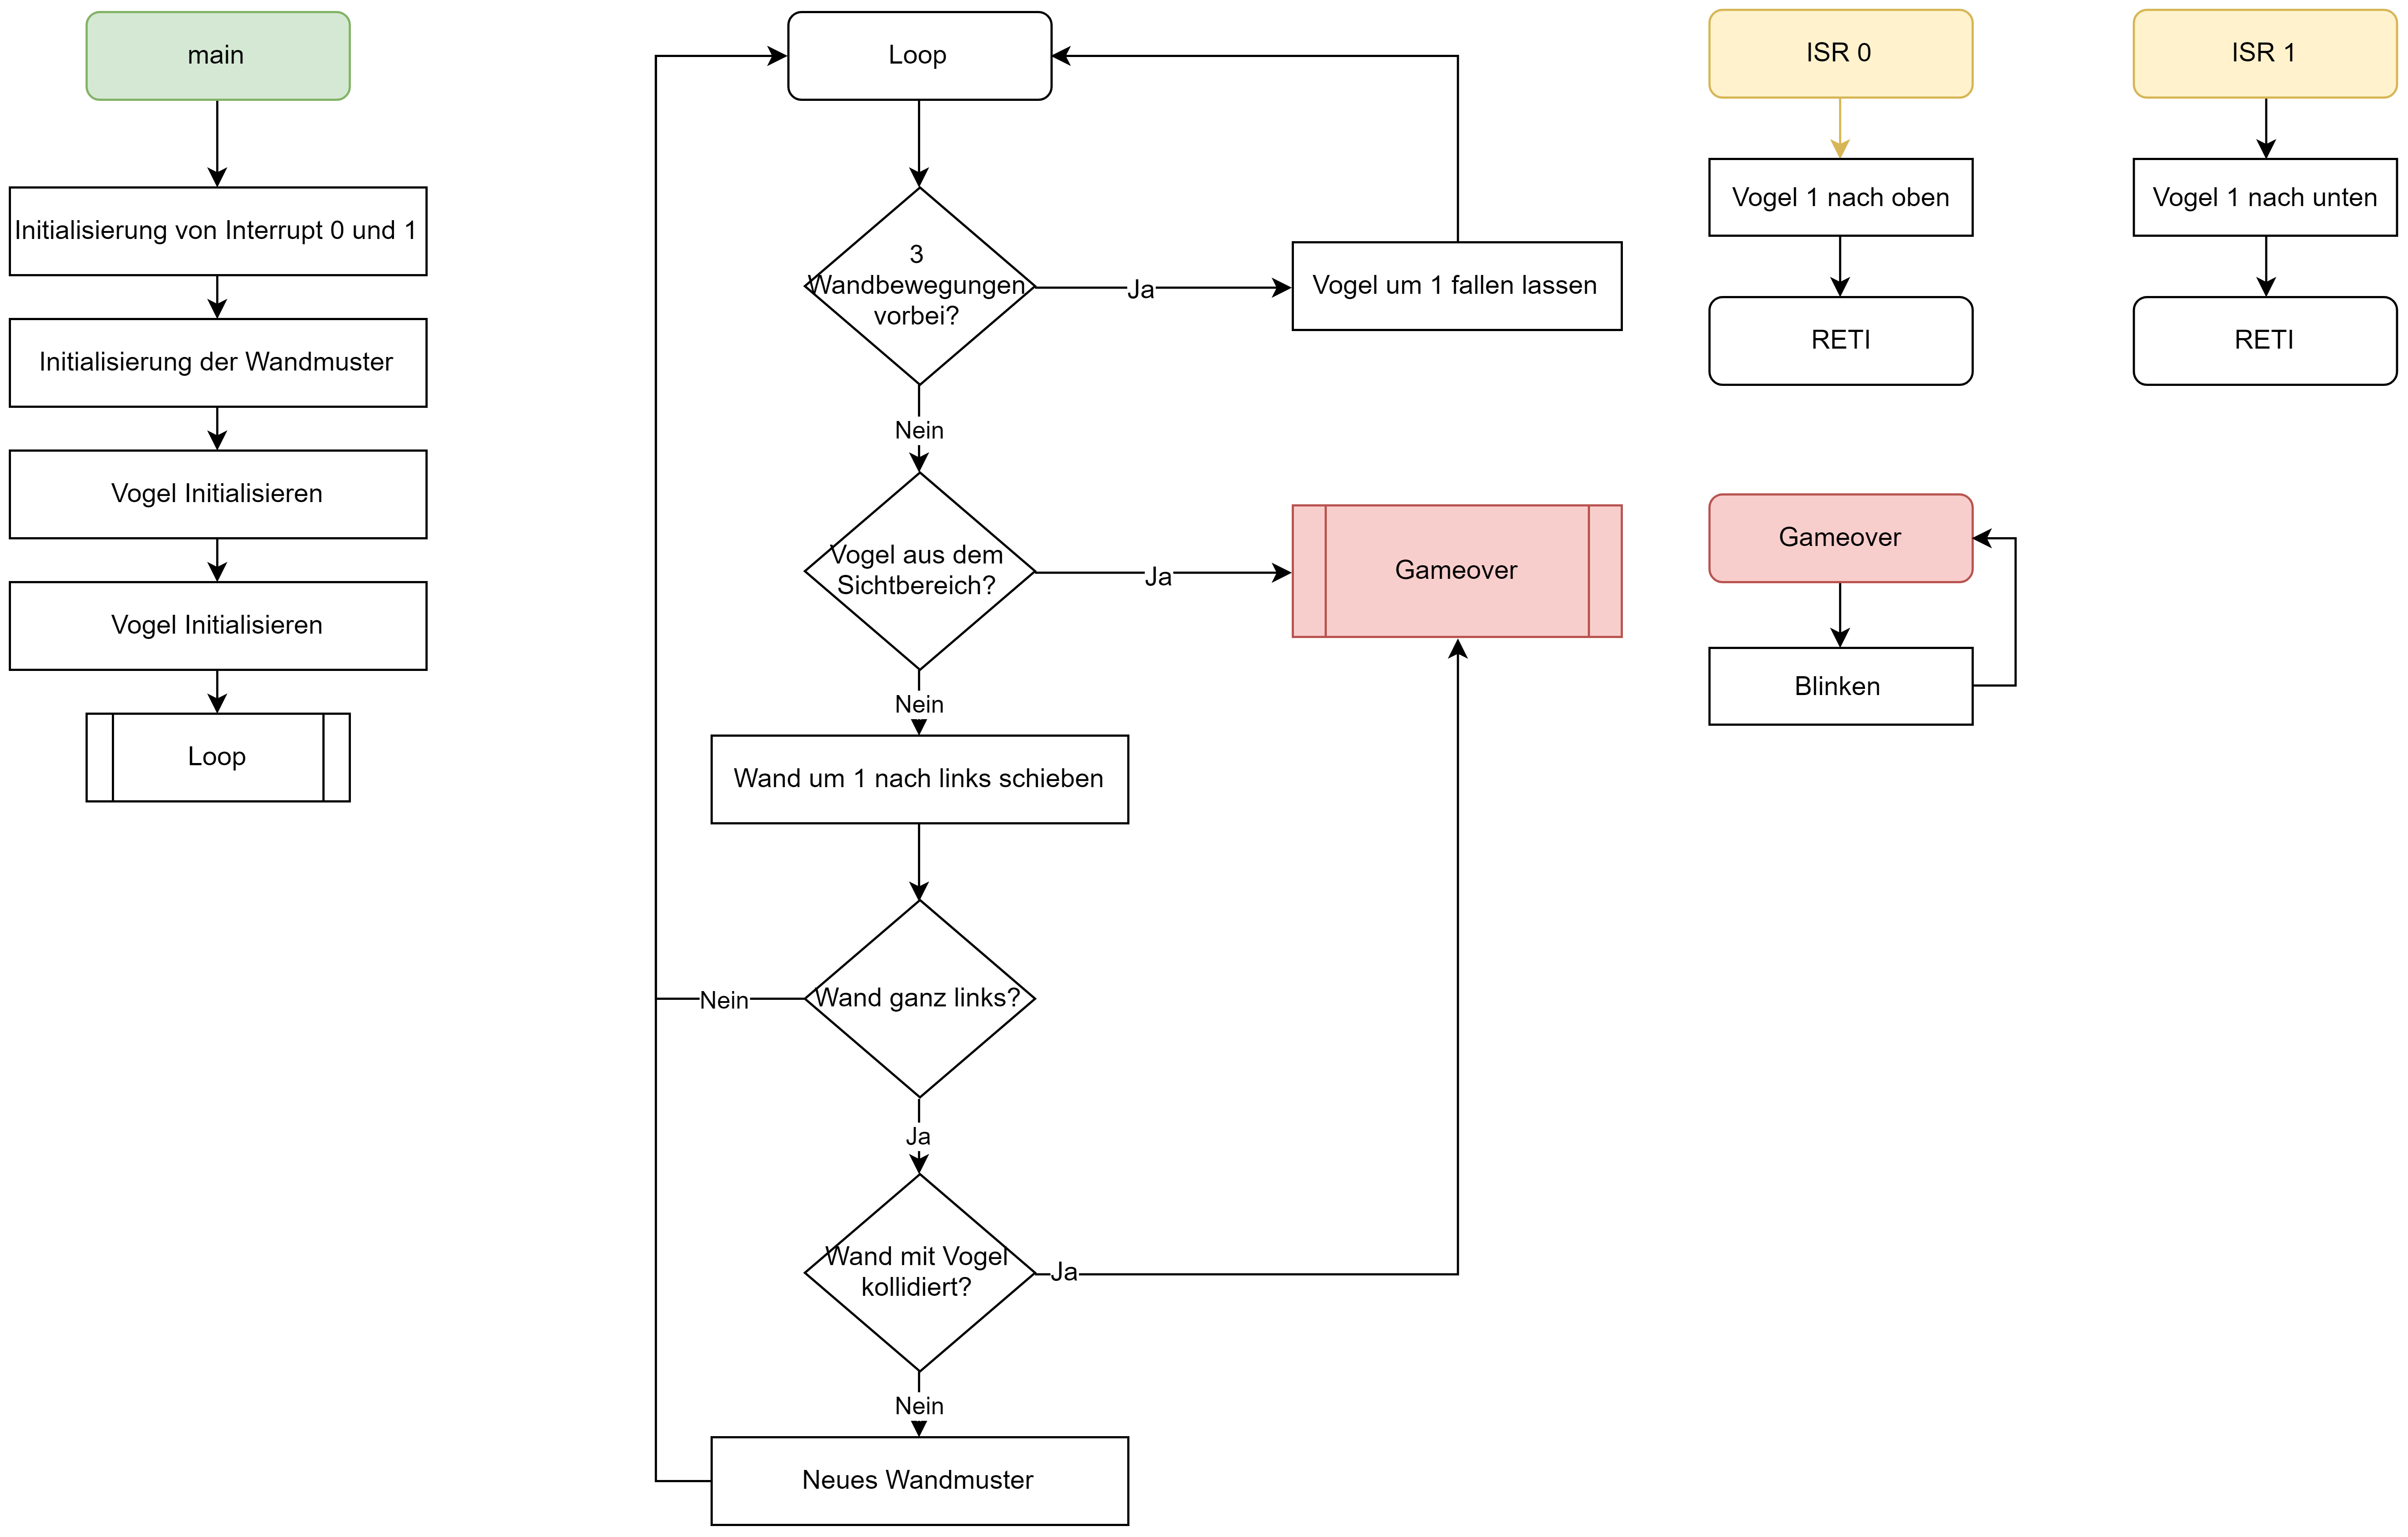 main
Initialisierung von Interrupt 0 und 1
Initialisierung der Wandmuster
Vogel Initialisieren
Vogel Initialisieren
Loop
Loop
3
Wandbewegungen
vorbei?
Ja
Vogel um 1 fallen lassen
Nein
Vogel aus dem
Sichtbereich?
Ja
Gameover
Nein
Wand um 1 nach links schieben
Wand ganz links?
Nein
Ja
Wand mit Vogel
kollidiert?
Ja
Nein
Neues Wandmuster
ISR 0
Vogel 1 nach oben
RETI
ISR 1
Vogel 1 nach unten
RETI
Gameover
Blinken